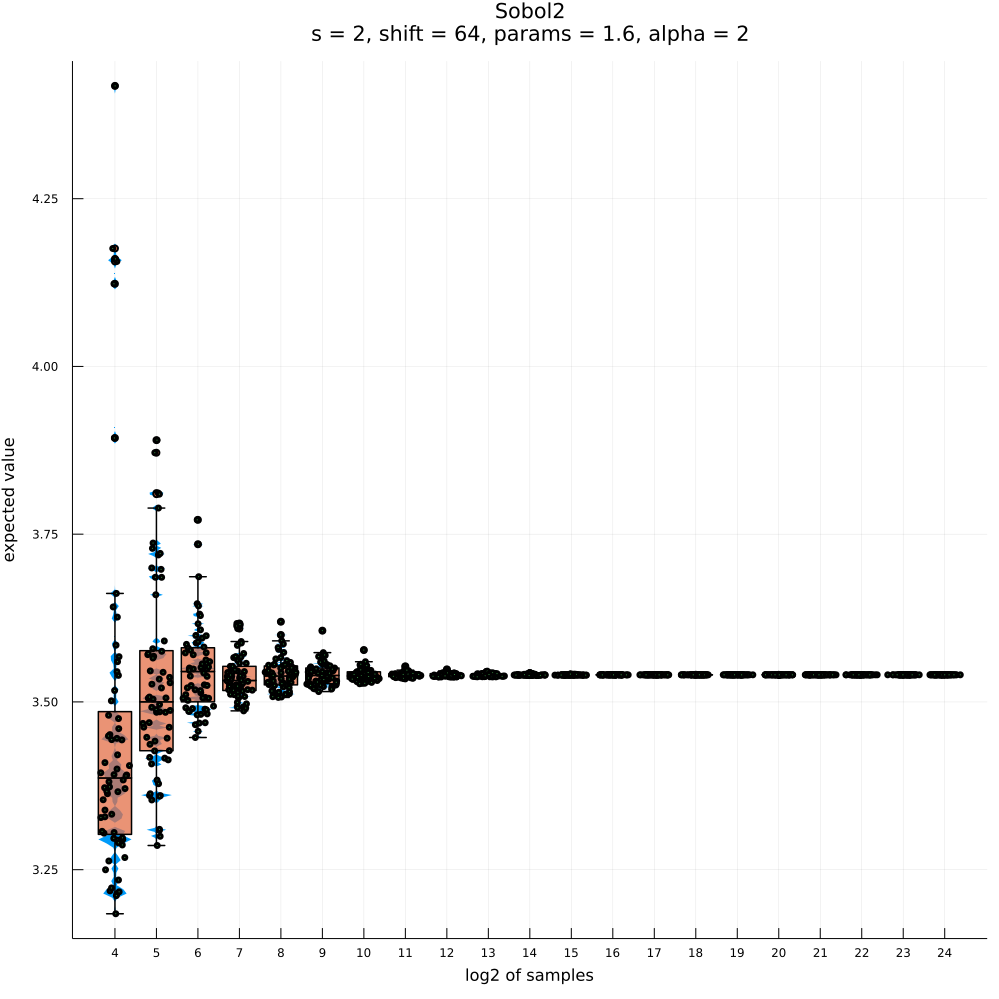 Sobol2
s = 2, shift = 64, params = 1.6, alpha = 2
expected value
4.25
4.00
3.75
3.50
3.25
4 5 6 7 8 9 10 11 12 13 14 15 16 17 18 19 20 21 22 23 24
log2 of samples